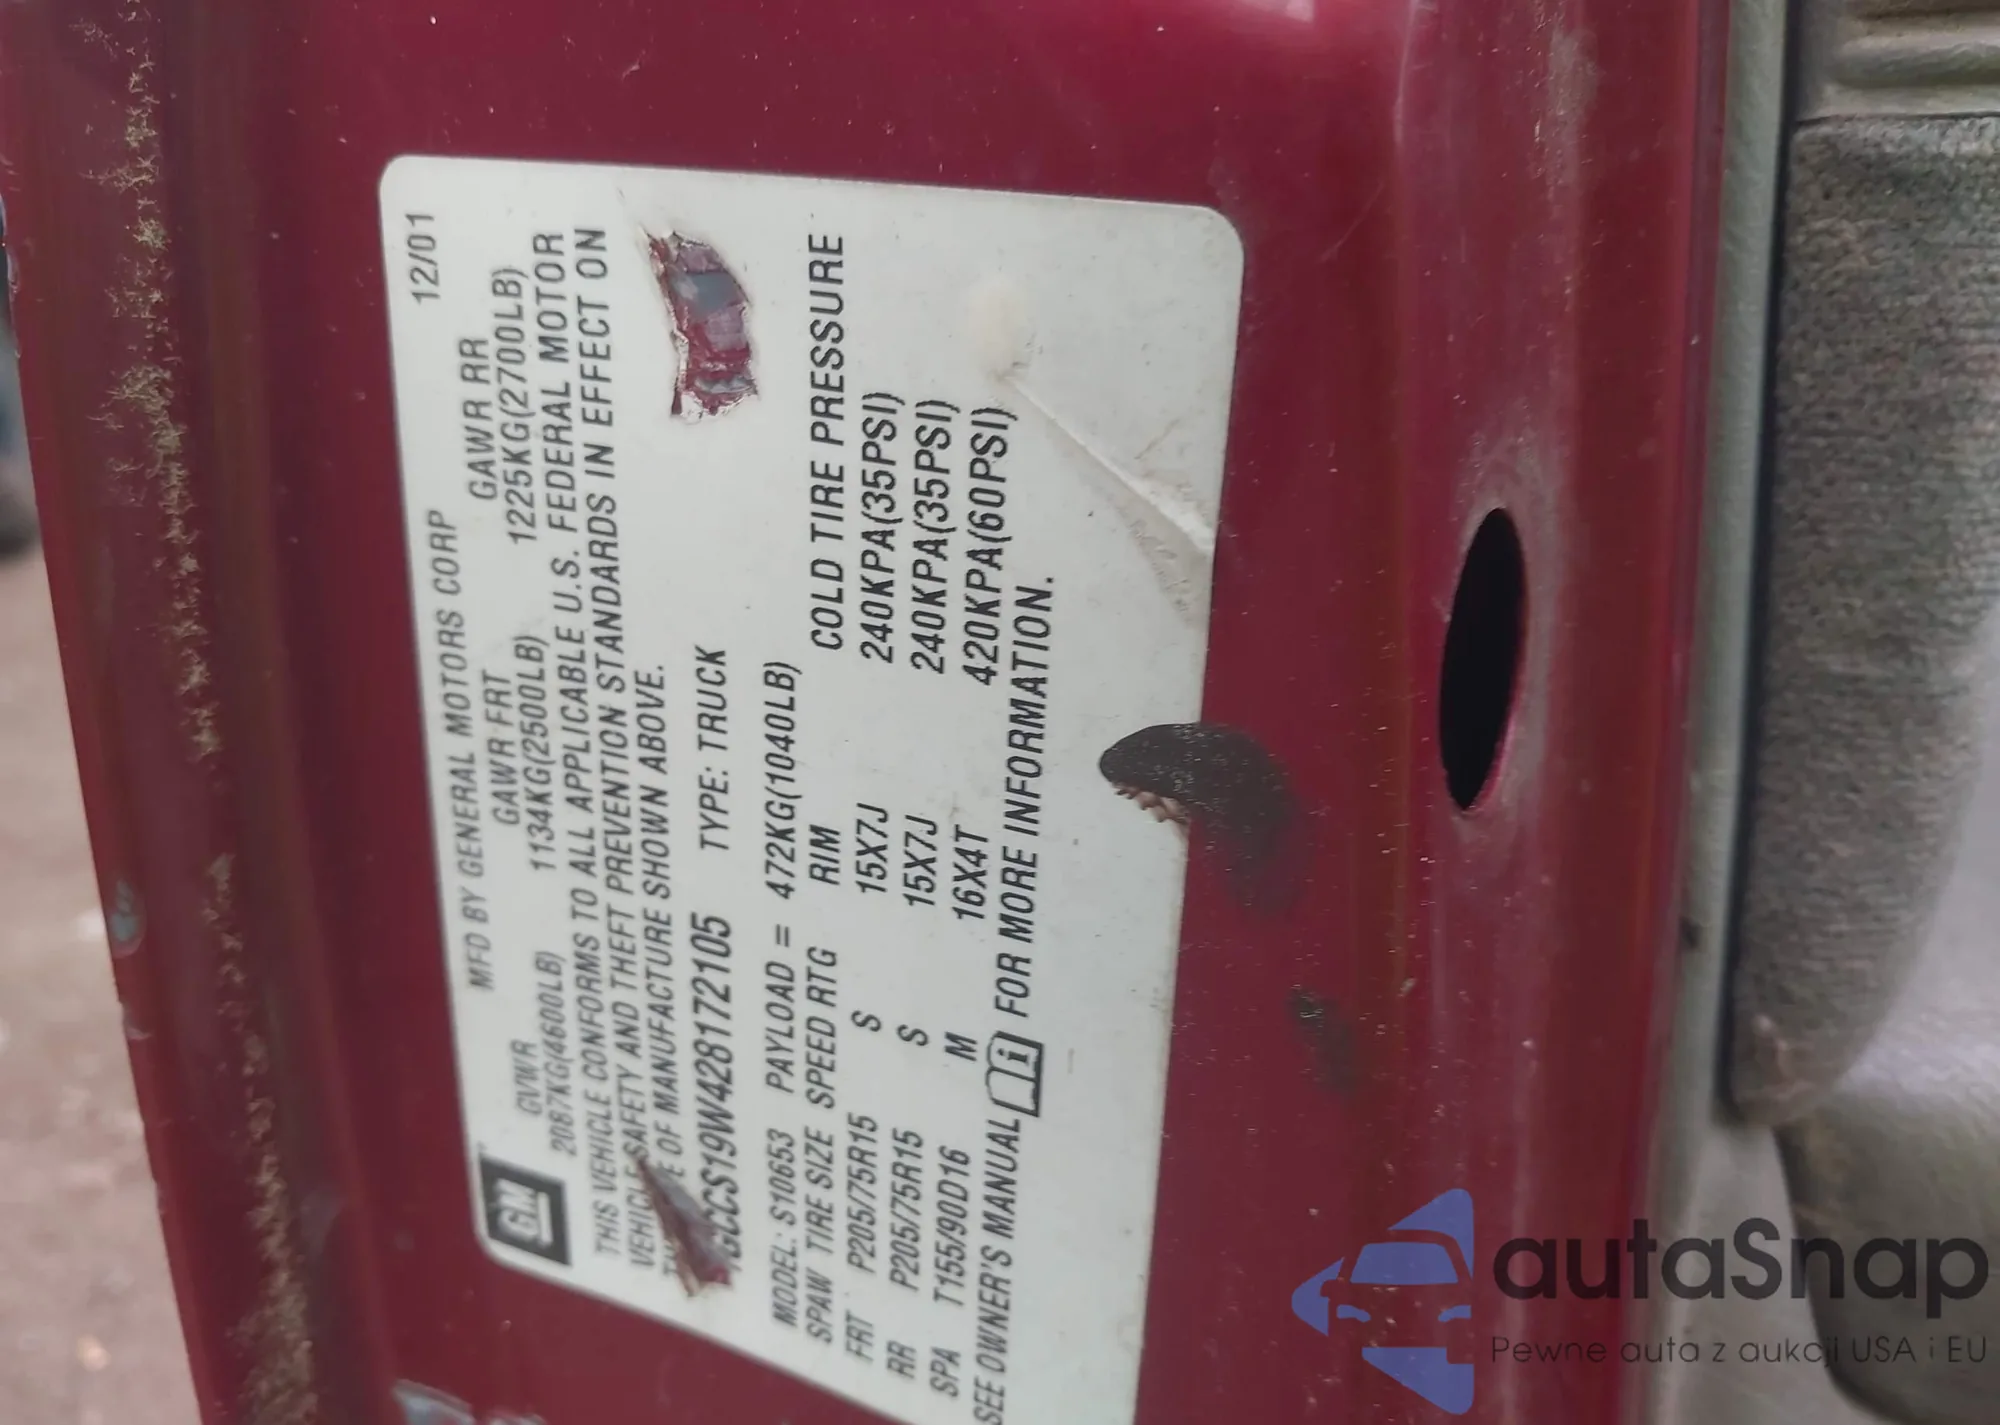 12/01
MFD BY GENERAL MOTORS CORP
GM
GVWR GAWR FRT GAWR RR
2087KG(4600LB) 1134KG(2500LB) 1225KG(2700LB)
THIS VEHICLE CONFORMS TO ALL APPLICABLE U.S. FEDERAL MOTOR
VEHICLE SAFETY AND THEFT PREVENTION STANDARDS IN EFFECT ON
OF MANUFACTURE SHOWN ABOVE.
GCCS19W428172105 TYPE: TRUCK
MODEL: S10653 PAYLOAD = 472KG(1040LB)
SPAW TIRE SIZE SPEED RTG RIM COLD TIRE PRESSURE
FRT P205/75R15 S 15X7J 240KPA(35PSI)
RR P205/75R15 S 15X7J 240KPA(35PSI)
SPA T155/90D16 M 16X4T 420KPA(60PSI)
SEE OWNER'S MANUAL i FOR MORE INFORMATION.
autaSnap
Pewne auta z aukcji USA i EU